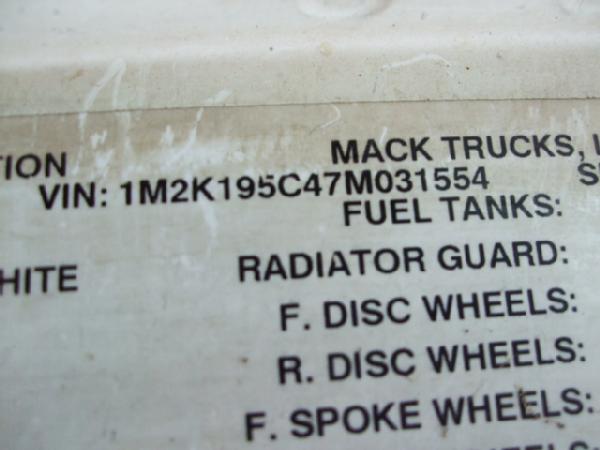 TION MACK TRUCKS, I
VIN: 1M2K195C47M031554 S
FUEL TANKS:
HITE RADIATOR GUARD:
F. DISC WHEELS:
R. DISC WHEELS:
F. SPOKE WHEELS: